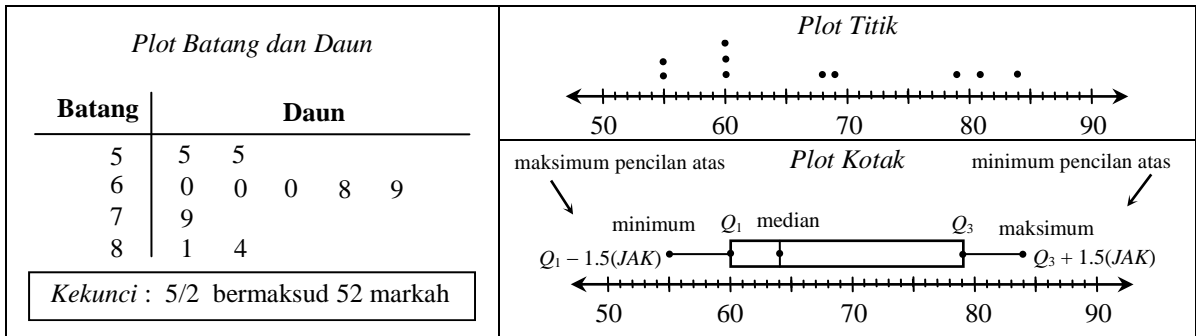 Plot Batang dan Daun
Batang Daun
5 5 5
6 0 0 0 8 9
7 9
8 1 4
Kekunci : 5/2 bermaksud 52 markah
Plot Titik
50 60 70 80 90
maksimum pencilan atas Plot Kotak minimum pencilan atas
minimum Q1 median Q3 maksimum
Q1 – 1.5(JAK) Q3 + 1.5(JAK)
50 60 70 80 90